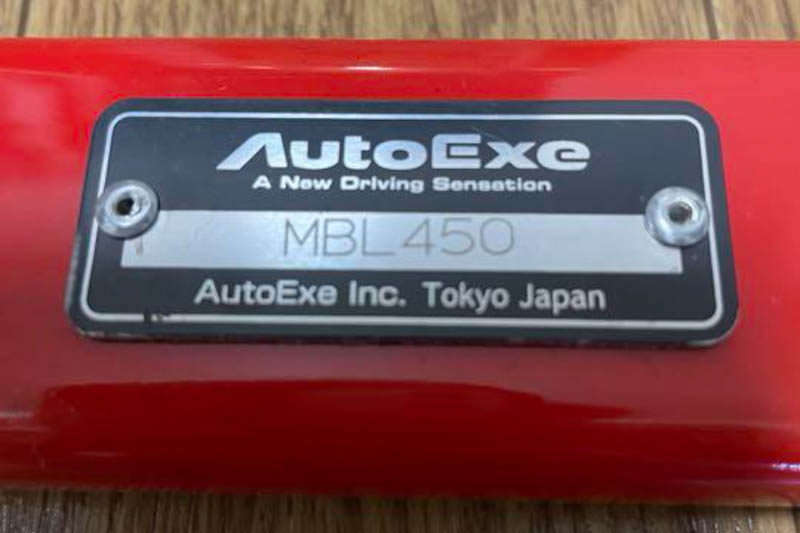 AutoExe
A New Driving Sensation
MBL450
AutoExe Inc. Tokyo Japan